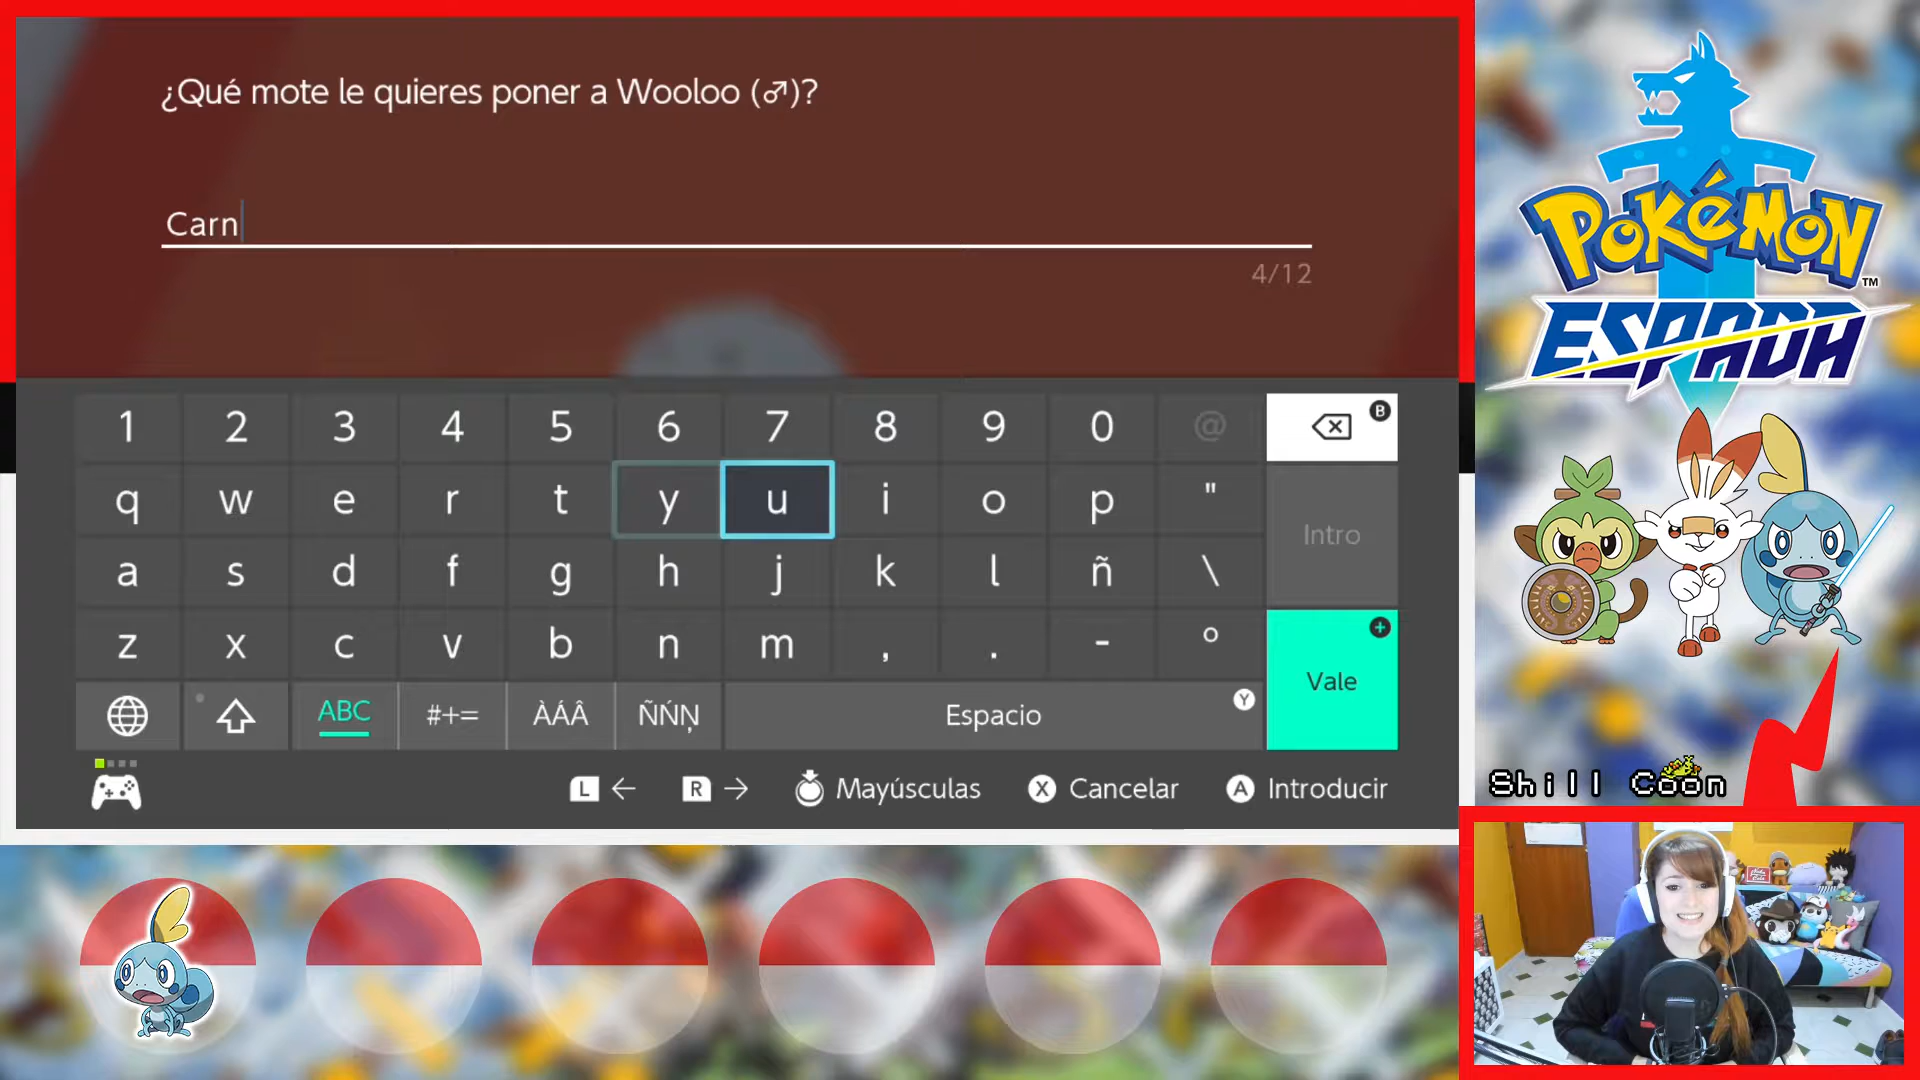 ¿Qué mote le quieres poner a Wooloo (♂)?
Carn
4/12
1 2 3 4 5 6 7 8 9 0 @ B
q w e r t y u i o p "
Intro
a s d f g h j k l ñ \
z x c v b n m , . - º
Vale +
ABC #+= ÀÁÂ ÑŃŅ Espacio Y
L ← R → Mayúsculas X Cancelar A Introducir
POKÉMON™
ESPADA
Shill Coon